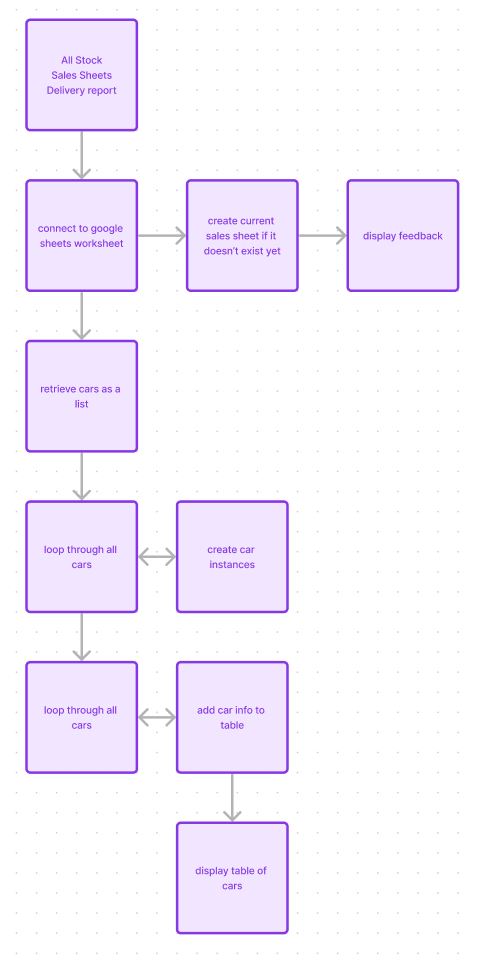 All Stock
Sales Sheets
Delivery report
connect to google
sheets worksheet
create current
sales sheet if it
doesn't exist yet
display feedback
retrieve cars as a
list
loop through all
cars
create car
instances
loop through all
cars
add car info to
table
display table of
cars